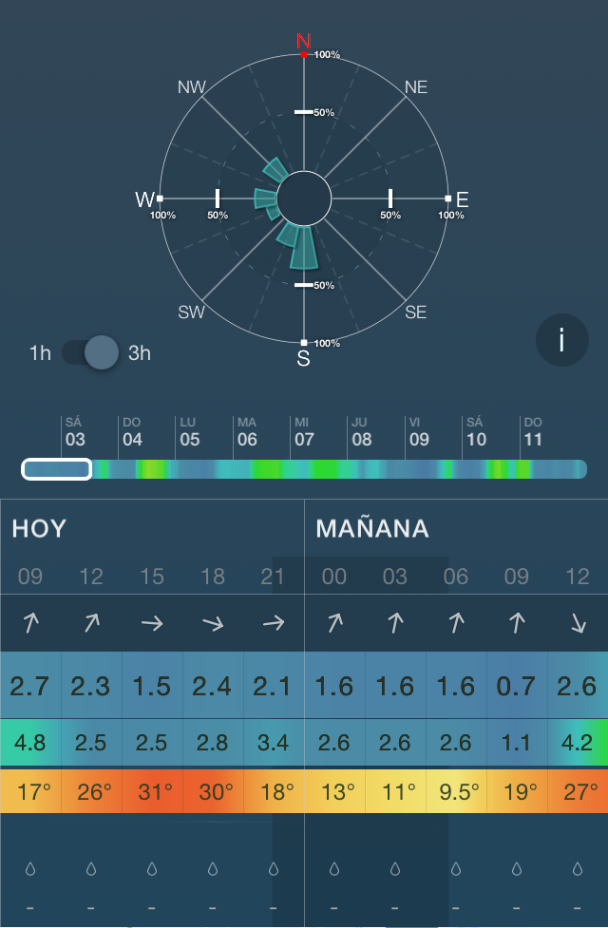 N
100%
NW
NE
50%
W
E
100%
50%
50%
100%
50%
SW
SE
100%
S
1h
3h
i
SÁ DO LU MA MI JU VI SÁ DO
03 04 05 06 07 08 09 10 11
HOY MAÑANA
09 12 15 18 21 00 03 06 09 12
2.7 2.3 1.5 2.4 2.1 1.6 1.6 1.6 0.7 2.6
4.8 2.5 2.5 2.8 3.4 2.6 2.6 2.6 1.1 4.2
17° 26° 31° 30° 18° 13° 11° 9.5° 19° 27°
- - - - - - - - - -